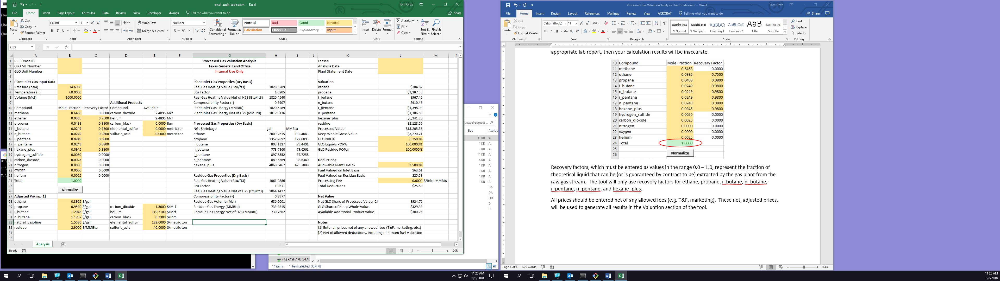 excel_audit_tools.xlsm - Excel
Tom Ortiz
File Home Insert Page Layout Formulas Data Review View Developer xlwings Tell me what you want to do Share
Paste Cut Copy Format Painter
Calibri 11 Wrap Text Merge & Center Number
Conditional Formatting Format as Table
Normal Bad Good Neutral
Calculation Check Cell Explanatory ... Input
Insert Delete Format
AutoSum Fill Clear
Sort & Filter Find & Select
Clipboard Font Alignment Number Styles Cells Editing
G32
A B C D E F G H I J K L M N
1 RRC Lease ID Processed Gas Valuation Analysis Lessee
2 GLO MF Number Texas General Land Office Analysis Date
3 GLO Unit Number Internal Use Only Plant Statement Date
4
5 Plant Inlet Gas Input Data Plant Inlet Gas Properties (Dry Basis) Valuation
6 Pressure (psia) 14.6960 Real Gas Heating Value (Btu/ft3) 1820.5289 ethane $784.62
7 Temperature (F) 60.0000 Btu Factor 1.8205 propane $1,287.38
8 Volume (Mcf) 1000.0000 Real Gas Heating Value Net of H2S (Btu/ft3) 1826.4540 i_butane $967.45
9 Additional Products Compressibility Factor (-) 0.9907 n_butane $910.46
10 Compound Mole Fraction Recovery Factor Compound Available Plant Inlet Gas Energy (MMBtu) 1820.5289 i_pentane $1,398.93
11 methane 0.6468 0.0000 carbon_dioxide 2.4895 Mcf Plant Inlet Gas Energy Net of H2S (MMBtu) 1817.3136 n_pentane $1,386.59
12 ethane 0.0995 0.7500 helium 2.4895 Mcf hexane_plus $6,341.39
13 propane 0.0498 0.9800 carbon_black 0.0000 lbm Processed Gas Properties (Dry Basis) residue $2,128.55
14 i_butane 0.0249 0.9800 elemental_sulfur 0.0000 metric ton NGL Shrinkage gal MMBtu Processed Value $15,205.36
15 n_butane 0.0249 0.9800 sulfuric_acid 0.0000 metric ton ethane 2009.2615 132.4043 Keep Whole Gross Value $5,270.21
16 i_pentane 0.0249 0.9800 propane 1352.2892 122.8893 GLO NRI % 6.2500%
17 n_pentane 0.0249 0.9800 i_butane 803.1327 79.4491 GLO Liquids POP% 100.0000%
18 hexane_plus 0.0945 0.9800 n_butane 773.7360 79.6561 GLO Residue POP% 100.0000%
19 hydrogen_sulfide 0.0050 0.0000 i_pentane 897.5552 97.7258
20 carbon_dioxide 0.0025 0.0000 n_pentane 889.6369 98.6340 Deductions
21 nitrogen 0.0000 0.0000 hexane_plus 4068.6467 475.7888 Allowable Plant Fuel % 3.5000%
22 oxygen 0.0000 0.0000 Fuel Valued on Inlet Basis $63.61
23 helium 0.0025 0.0000 Residue Gas Properties (Dry Basis) Fuel Valued on Residue Basis $25.58
24 Total 1.0000 Real Gas Heating Value (Btu/ft3) 1061.0886 Processing Fee 0.0000 $/Inlet MMBtu
25 Btu Factor 1.0611 Total Deductions $25.58
26 Normalize Real Gas Heating Value Net of H2S (Btu/ft3) 1064.1427
27 Adjusted Pricing [1] Compressibility Factor (-) 0.9977 Net Value
28 ethane 0.3905 $/gal Residue Gas Volume (Mcf) 686.5001 Net GLO Share of Processed Value [2] $924.76
29 propane 0.9520 $/gal carbon_dioxide 1.5000 $/Mcf Residue Gas Energy (MMBtu) 733.9815 GLO Share of Keep Whole Value $329.39
30 i_butane 1.2046 $/gal helium 119.3100 $/Mcf Residue Gas Energy Net of H2S (MMBtu) 730.7662 Available Additional Product Value $300.76
31 n_butane 1.1767 $/gal carbon_black 0.3300 $/lbm
32 natural_gasoline 1.5586 $/gal elemental_sulfur 132.0000 $/metric ton Notes
33 residue 2.9000 $/MMBtu sulfuric_acid 40.0000 $/metric ton [1] Enter all prices net of any allowed fees (T&F, marketing, etc.)
34 [2] Net of allowed deductions, including minimum fuel valuation
35
Analysis
Ready 100%
it-excel-spreads...
Size Attribu
31 KB A
1 KB A
1 KB A
11 KB A
6 KB A
1 KB A
1 KB A
1 KB A
1 KB A
DA
DA
HD
D
D
(T:) PASHARE (\\EN_
14 items 1 item selected 30.4 KB
11:20 AM
8/8/2018
Processed Gas Valuation Analysis User Guide.docx - Word
Tom Ortiz
File Home Insert Design Layout References Mailings Review View ACROBAT Tell me what you want to do Share
Paste Cut Copy Format Painter
Calibri (Body) 11
AaBbCcDc AaBbCcDc AaBbCc AaBbCcC AaB AaBbCcC
Normal No Spac... Heading 1 Heading 2 Title Subtitle
Find Replace Select
Clipboard Font Paragraph Styles Editing
appropriate lab report, then your calculation results will be inaccurate.
10 Compound Mole Fraction Recovery Factor
11 methane 0.6468 0.0000
12 ethane 0.0995 0.7500
13 propane 0.0498 0.9800
14 i_butane 0.0249 0.9800
15 n_butane 0.0249 0.9800
16 i_pentane 0.0249 0.9800
17 n_pentane 0.0249 0.9800
18 hexane_plus 0.0945 0.9800
19 hydrogen_sulfide 0.0050 0.0000
20 carbon_dioxide 0.0025 0.0000
21 nitrogen 0.0000 0.0000
22 oxygen 0.0000 0.0000
23 helium 0.0025 0.0000
24 Total 1.0000
25
26 Normalize
Recovery factors, which must be entered as values in the range 0.0 – 1.0, represent the fraction of
theoretical liquid that can be (or is guaranteed by contract to be) extracted by the gas plant from the
raw gas stream. The tool will only use recovery factors for ethane, propane, i_butane, n_butane,
i_pentane, n_pentane, and hexane_plus.
All prices should be entered net of any allowed fees (e.g. T&F, marketing). These net, adjusted prices,
will be used to generate all results in the Valuation section of the tool.
Page 4 of 4 629 words 144%
11:20 AM
8/8/2018